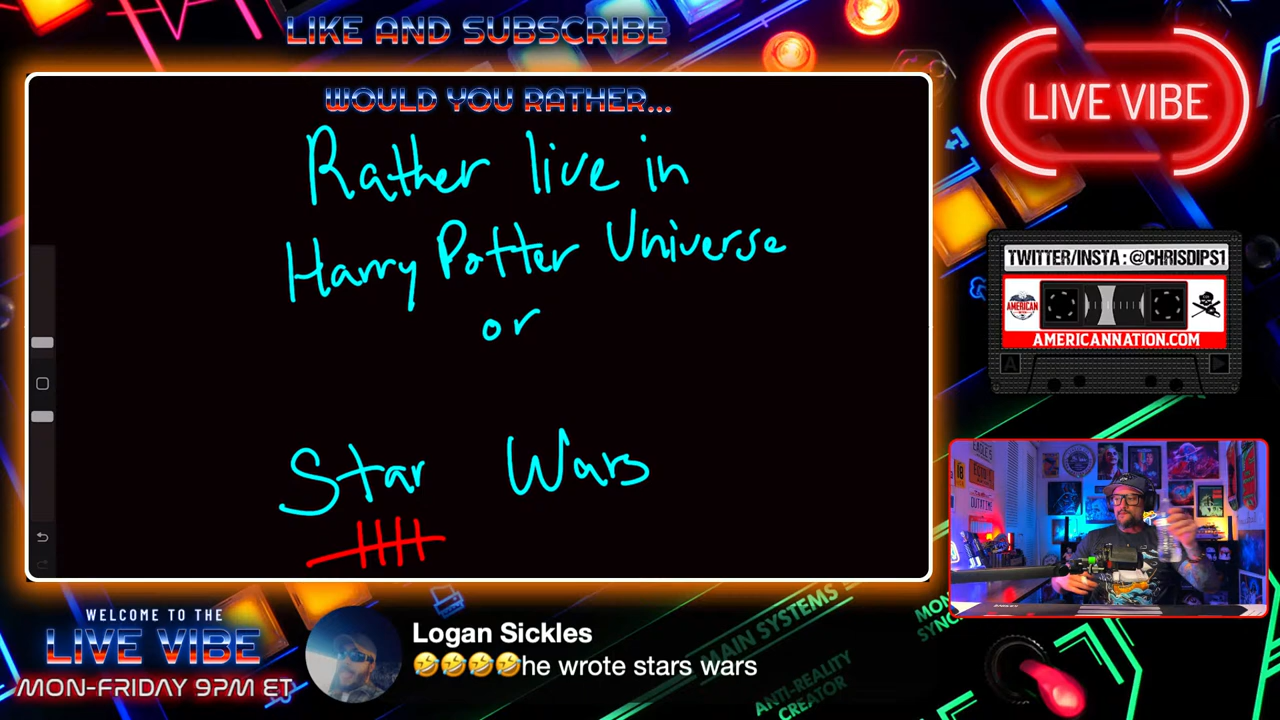 LIKE AND SUBSCRIBE
WOULD YOU RATHER...
Rather live in
Harry Potter Universe
or
Star Wars
LIVE VIBE
TWITTER/INSTA : @CHRISDIPS1
AMERICAN
AMERICANNATION.COM
A
WELCOME TO THE
LIVE VIBE
MON-FRIDAY 9PM ET
Logan Sickles
🤣🤣🤣🤣he wrote stars wars
MAIN SYSTEMS
ANTI-REALITY
CREATOR